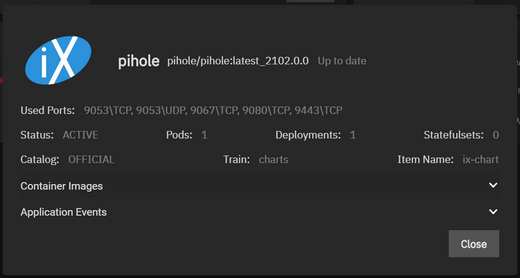 iX
pihole pihole/pihole:latest_2102.0.0 Up to date
Used Ports: 9053\TCP, 9053\UDP, 9067\TCP, 9080\TCP, 9443\TCP
Status: ACTIVE Pods: 1 Deployments: 1 Statefulsets: 0
Catalog: OFFICIAL Train: charts Item Name: ix-chart
Container Images
Application Events
Close